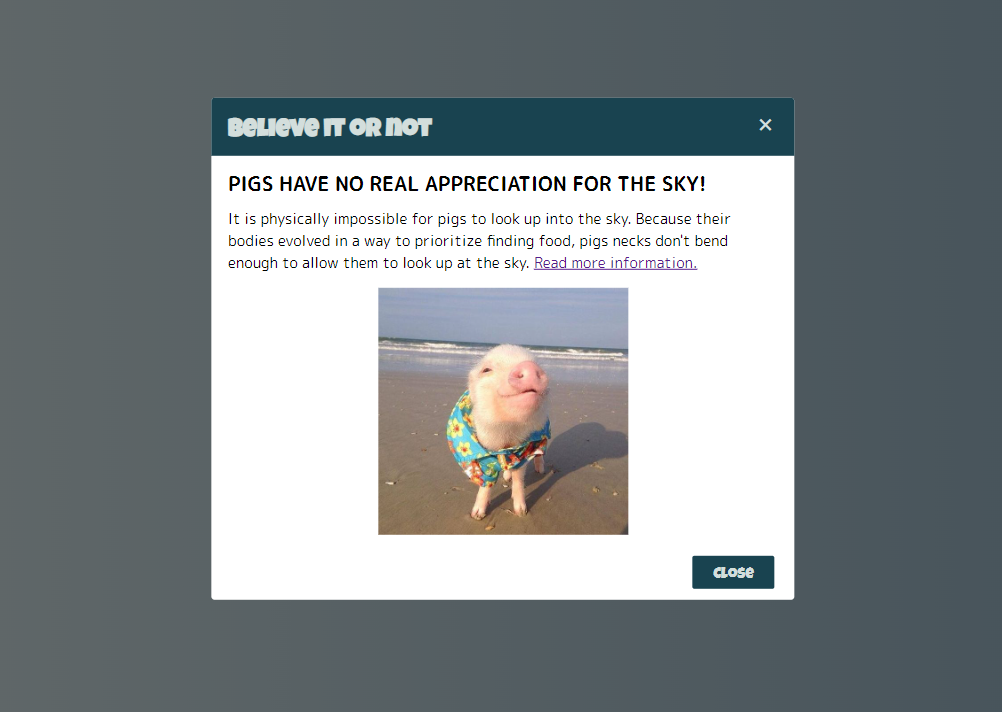 Believe It or Not
×
PIGS HAVE NO REAL APPRECIATION FOR THE SKY!
It is physically impossible for pigs to look up into the sky. Because their
bodies evolved in a way to prioritize finding food, pigs necks don't bend
enough to allow them to look up at the sky. Read more information.
Close